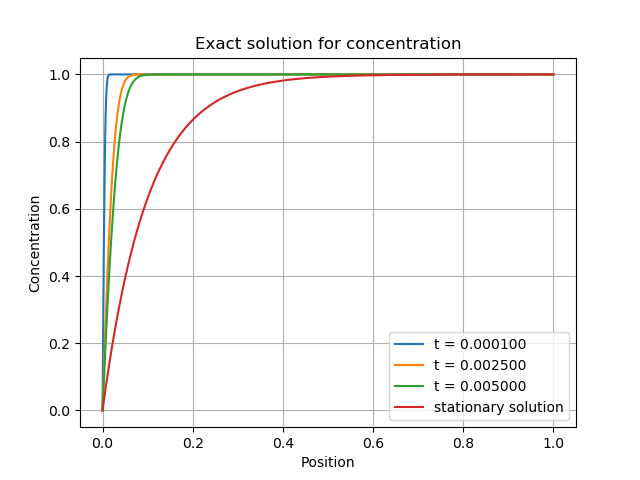 Exact solution for concentration
Concentration
1.0
0.8
0.6
0.4
0.2
0.0
t = 0.000100
t = 0.002500
t = 0.005000
stationary solution
0.0 0.2 0.4 0.6 0.8 1.0
Position